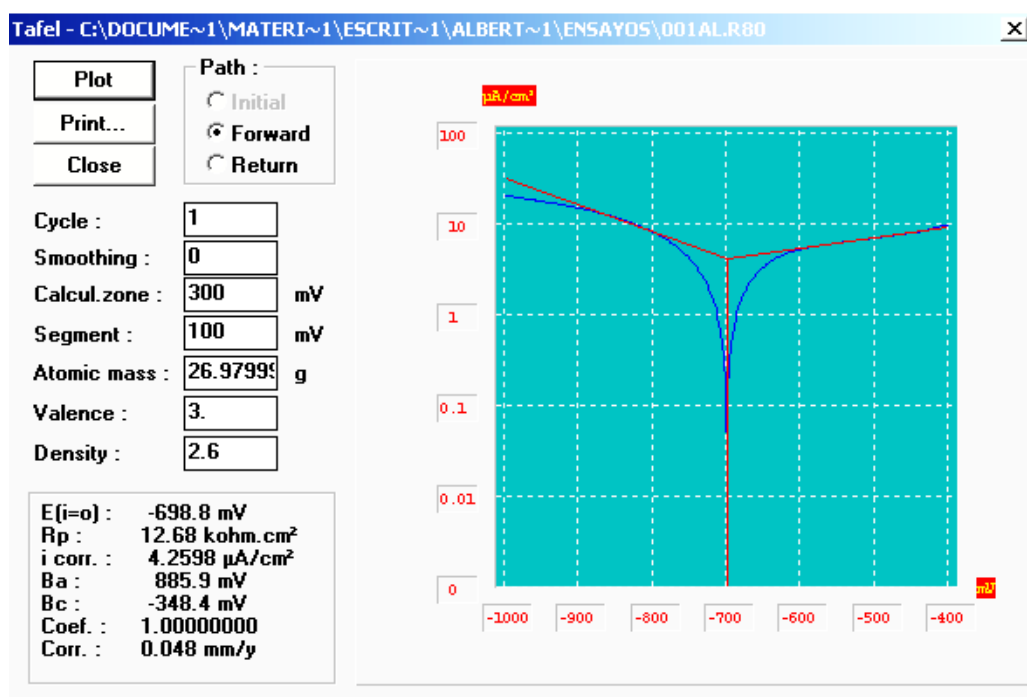 Tafel - C:\DOCUME~1\MATERI~1\ESCRIT~1\ALBERT~1\ENSAYOS\001AL.R80
Plot
Print...
Close
Path :
Initial
Forward
Return
Cycle : 1
Smoothing : 0
Calcul.zone : 300 mV
Segment : 100 mV
Atomic mass : 26.97999 g
Valence : 3.
Density : 2.6
E(i=o) : -698.8 mV
Rp : 12.68 kohm.cm²
i corr. : 4.2598 µA/cm²
Ba : 885.9 mV
Bc : -348.4 mV
Coef. : 1.00000000
Corr. : 0.048 mm/y
µA/cm²
100
10
1
0.1
0.01
0
mV
-1000 -900 -800 -700 -600 -500 -400